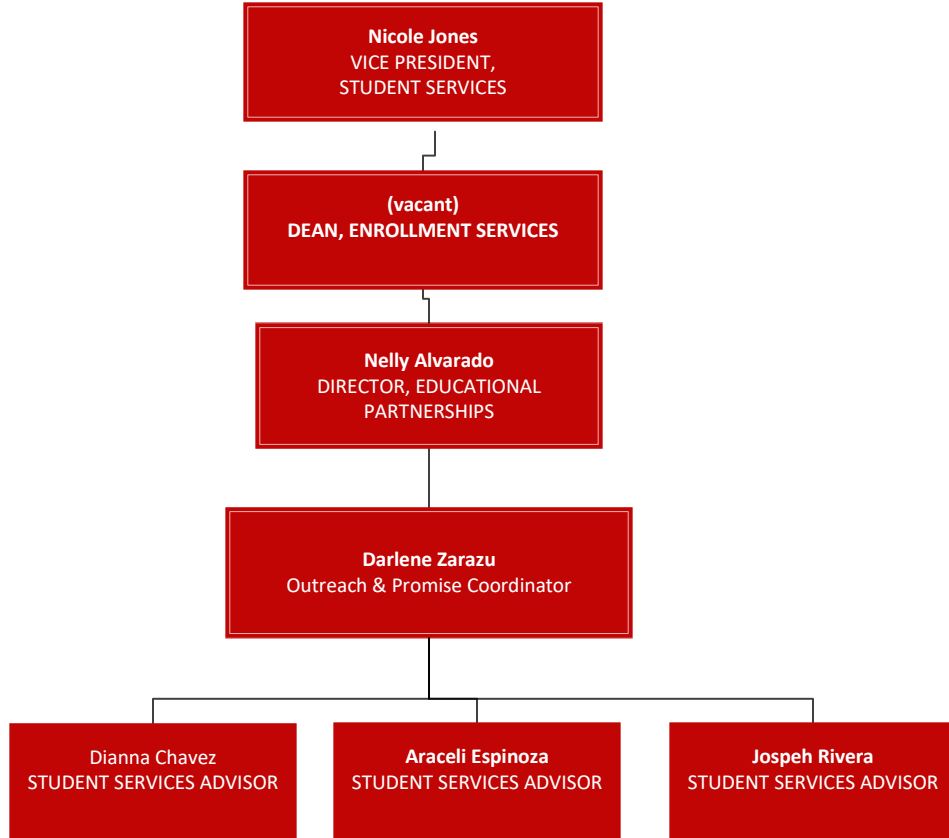 Nicole Jones
VICE PRESIDENT,
STUDENT SERVICES
(vacant)
DEAN, ENROLLMENT SERVICES
Nelly Alvarado
DIRECTOR, EDUCATIONAL
PARTNERSHIPS
Darlene Zarazu
Outreach & Promise Coordinator
Dianna Chavez
STUDENT SERVICES ADVISOR
Araceli Espinoza
STUDENT SERVICES ADVISOR
Jospeh Rivera
STUDENT SERVICES ADVISOR